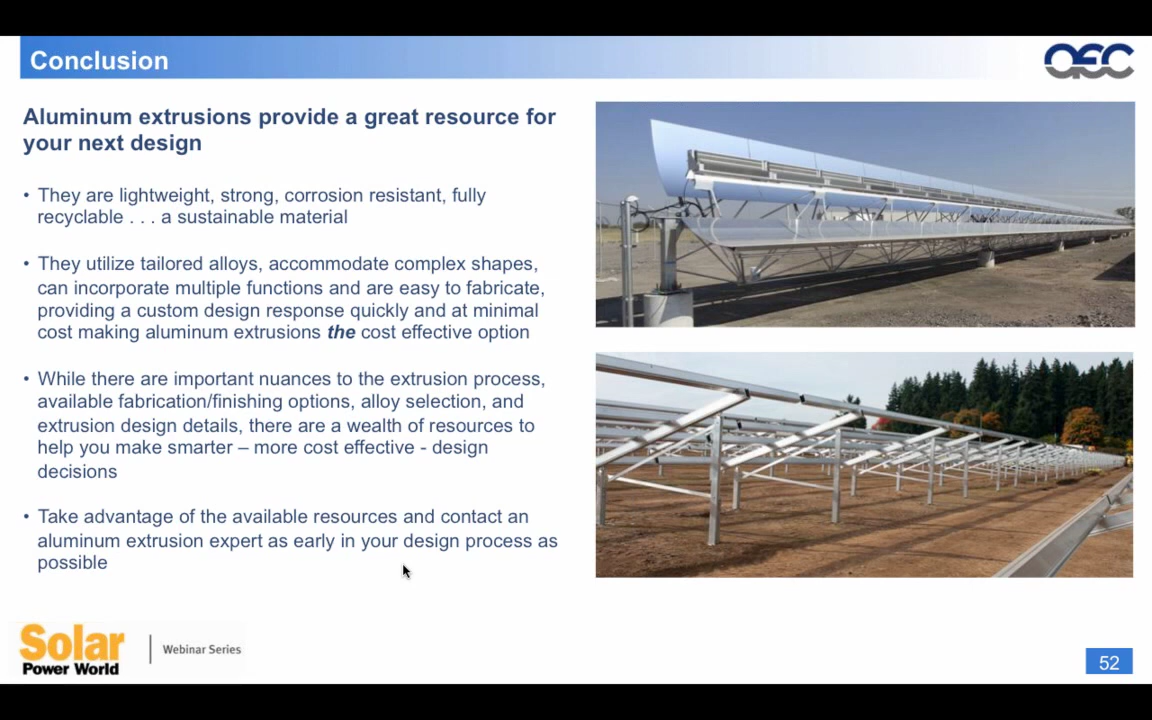 Conclusion
AEC
Aluminum extrusions provide a great resource for
your next design
• They are lightweight, strong, corrosion resistant, fully
recyclable . . . a sustainable material
• They utilize tailored alloys, accommodate complex shapes,
can incorporate multiple functions and are easy to fabricate,
providing a custom design response quickly and at minimal
cost making aluminum extrusions the cost effective option
• While there are important nuances to the extrusion process,
available fabrication/finishing options, alloy selection, and
extrusion design details, there are a wealth of resources to
help you make smarter – more cost effective - design
decisions
• Take advantage of the available resources and contact an
aluminum extrusion expert as early in your design process as
possible
Solar
Power World
Webinar Series
52